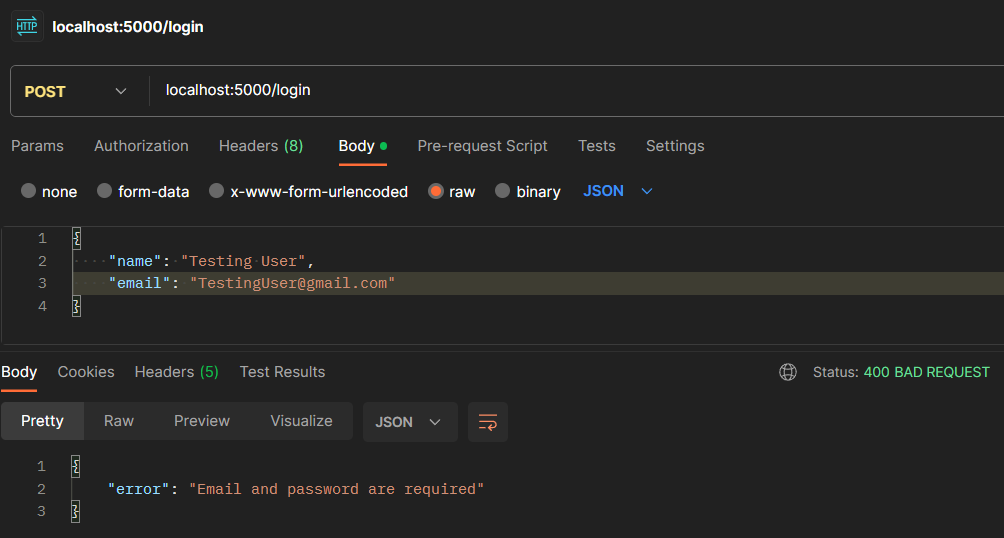 HTTP localhost:5000/login
POST localhost:5000/login
Params Authorization Headers (8) Body Pre-request Script Tests Settings
none form-data x-www-form-urlencoded raw binary JSON
1 {
2 "name": "Testing User",
3 "email": "TestingUser@gmail.com"
4 }
Body Cookies Headers (5) Test Results Status: 400 BAD REQUEST
Pretty Raw Preview Visualize JSON
1 {
2 "error": "Email and password are required"
3 }